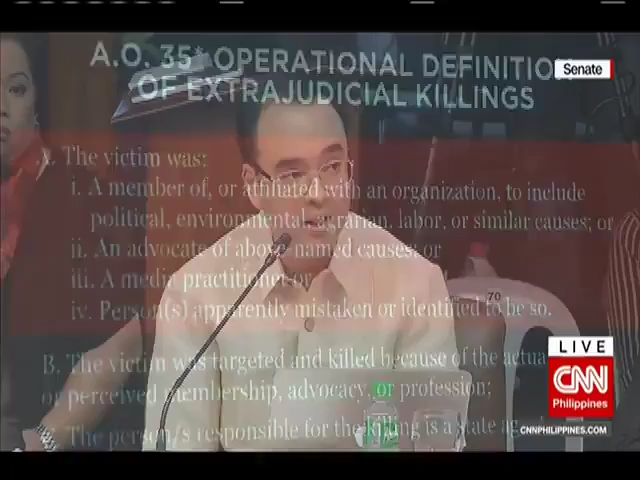 A.O. 35* OPERATIONAL DEFINITION
OF EXTRAJUDICIAL KILLINGS
Senate
A. The victim was:
i. A member of, or affiliated with an organization, to include
political, environmental, agrarian, labor, or similar causes; or
ii. An advocate of above-named causes; or
iii. A media practitioner or
iv. Person(s) apparently mistaken or identified to be so.
70
B. The victim was targeted and killed because of the actual
or perceived membership, advocacy, or profession;
The person/s responsible for the killing is a state
LIVE
CNN
Philippines
CNNPHILIPPINES.COM